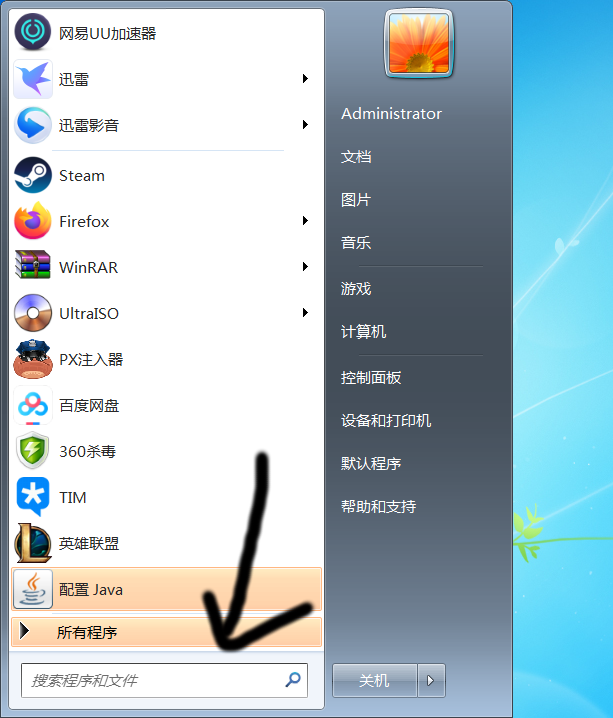 网易UU加速器
迅雷
迅雷影音
Steam
Firefox
WinRAR
UltraISO
PX注入器
百度网盘
360杀毒
TIM
英雄联盟
配置 Java
所有程序
搜索程序和文件
Administrator
文档
图片
音乐
游戏
计算机
控制面板
设备和打印机
默认程序
帮助和支持
关机